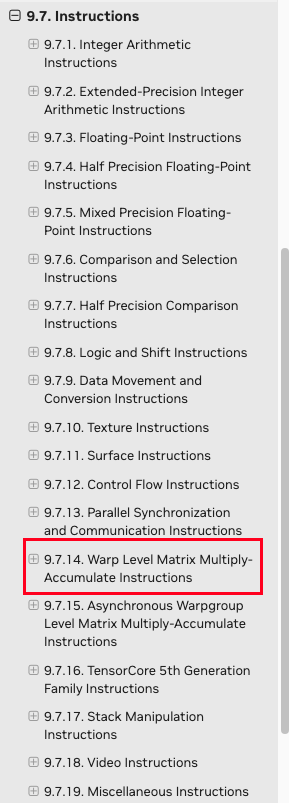 9.7. Instructions
9.7.1. Integer Arithmetic
Instructions
9.7.2. Extended-Precision Integer
Arithmetic Instructions
9.7.3. Floating-Point Instructions
9.7.4. Half Precision Floating-Point
Instructions
9.7.5. Mixed Precision Floating-
Point Instructions
9.7.6. Comparison and Selection
Instructions
9.7.7. Half Precision Comparison
Instructions
9.7.8. Logic and Shift Instructions
9.7.9. Data Movement and
Conversion Instructions
9.7.10. Texture Instructions
9.7.11. Surface Instructions
9.7.12. Control Flow Instructions
9.7.13. Parallel Synchronization
and Communication Instructions
9.7.14. Warp Level Matrix Multiply-
Accumulate Instructions
9.7.15. Asynchronous Warpgroup
Level Matrix Multiply-Accumulate
Instructions
9.7.16. TensorCore 5th Generation
Family Instructions
9.7.17. Stack Manipulation
Instructions
9.7.18. Video Instructions
9.7.19. Miscellaneous Instructions